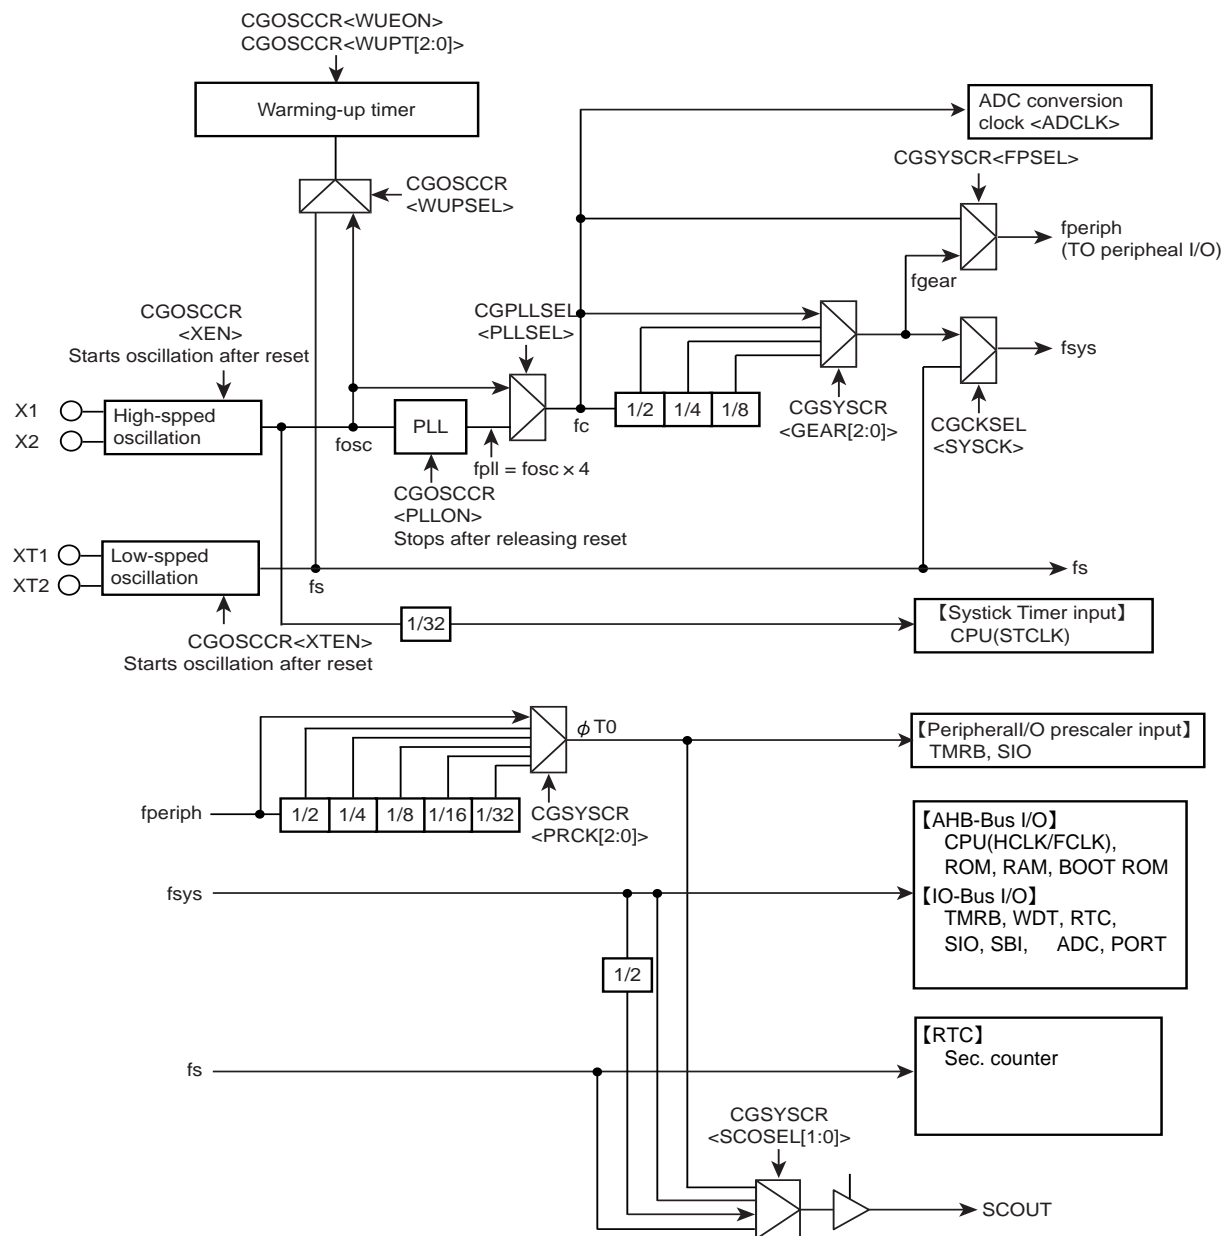 CGOSCCR<WUEON>
CGOSCCR<WUPT[2:0]>
Warming-up timer
ADC conversion
clock <ADCLK>
CGOSCCR
<WUPSEL>
CGSYSCR<FPSEL>
fperiph
(TO peripheal I/O)
fgear
CGOSCCR
<XEN>
Starts oscillation after reset
CGPLLSEL
<PLLSEL>
fsys
X1
X2
High-spped
oscillation
fosc
PLL
fpll = fosc × 4
fc
1/2
1/4
1/8
CGSYSCR
<GEAR[2:0]>
CGCKSEL
<SYSCK>
CGOSCCR
<PLLON>
Stops after releasing reset
XT1
XT2
Low-spped
oscillation
fs
fs
CGOSCCR<XTEN>
Starts oscillation after reset
1/32
【Systick Timer input】
CPU(STCLK)
ϕT0
【Peripherall/O prescaler input】
TMRB, SIO
fperiph
1/2
1/4
1/8
1/16
1/32
CGSYSCR
<PRCK[2:0]>
【AHB-Bus I/O】
CPU(HCLK/FCLK),
ROM, RAM, BOOT ROM
【IO-Bus I/O】
TMRB, WDT, RTC,
SIO, SBI, ADC, PORT
fsys
1/2
【RTC】
Sec. counter
fs
CGSYSCR
<SCOSEL[1:0]>
SCOUT